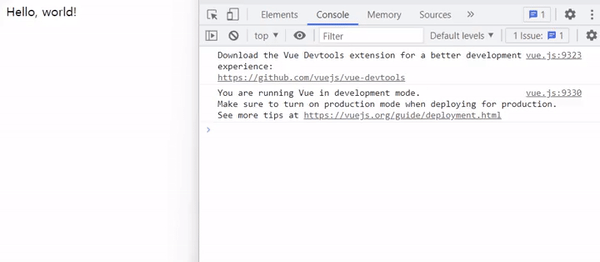 Hello, world!
Elements Console Memory Sources » 1
top ▾ Filter Default levels ▾ 1 Issue: 1
Download the Vue Devtools extension for a better development vue.js:9323
experience:
https://github.com/vuejs/vue-devtools
You are running Vue in development mode. vue.js:9330
Make sure to turn on production mode when deploying for production.
See more tips at https://vuejs.org/guide/deployment.html
>